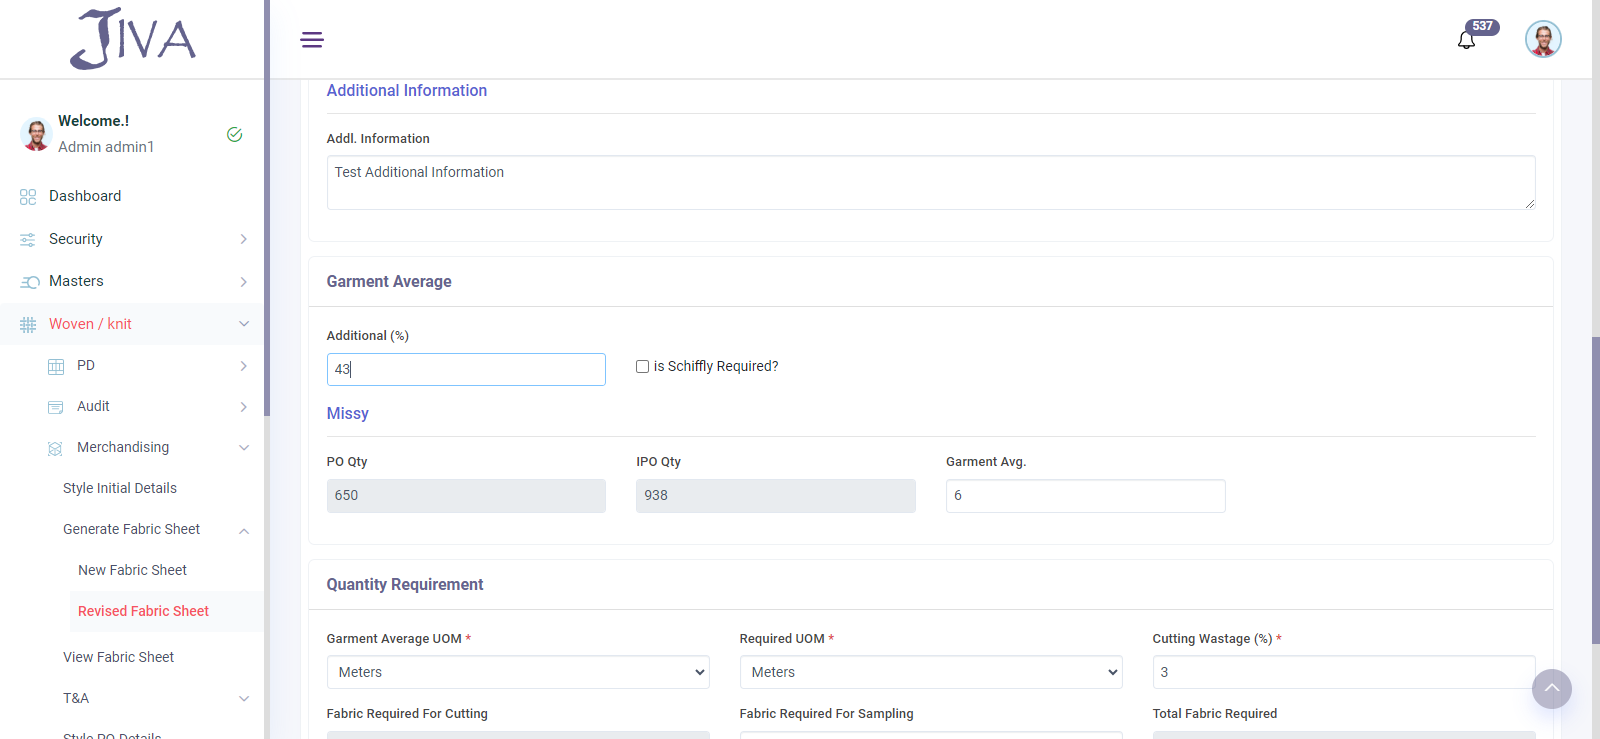 JIVA
537
Welcome.!
Admin admin1
Dashboard
Security
Masters
Woven / knit
PD
Audit
Merchandising
Style Initial Details
Generate Fabric Sheet
New Fabric Sheet
Revised Fabric Sheet
View Fabric Sheet
T&A
Style PO Details
Additional Information
Addl. Information
Test Additional Information
Garment Average
Additional (%)
43
is Schiffly Required?
Missy
PO Qty IPO Qty Garment Avg.
650 938 6
Quantity Requirement
Garment Average UOM * Required UOM * Cutting Wastage (%) *
Meters Meters 3
Fabric Required For Cutting Fabric Required For Sampling Total Fabric Required